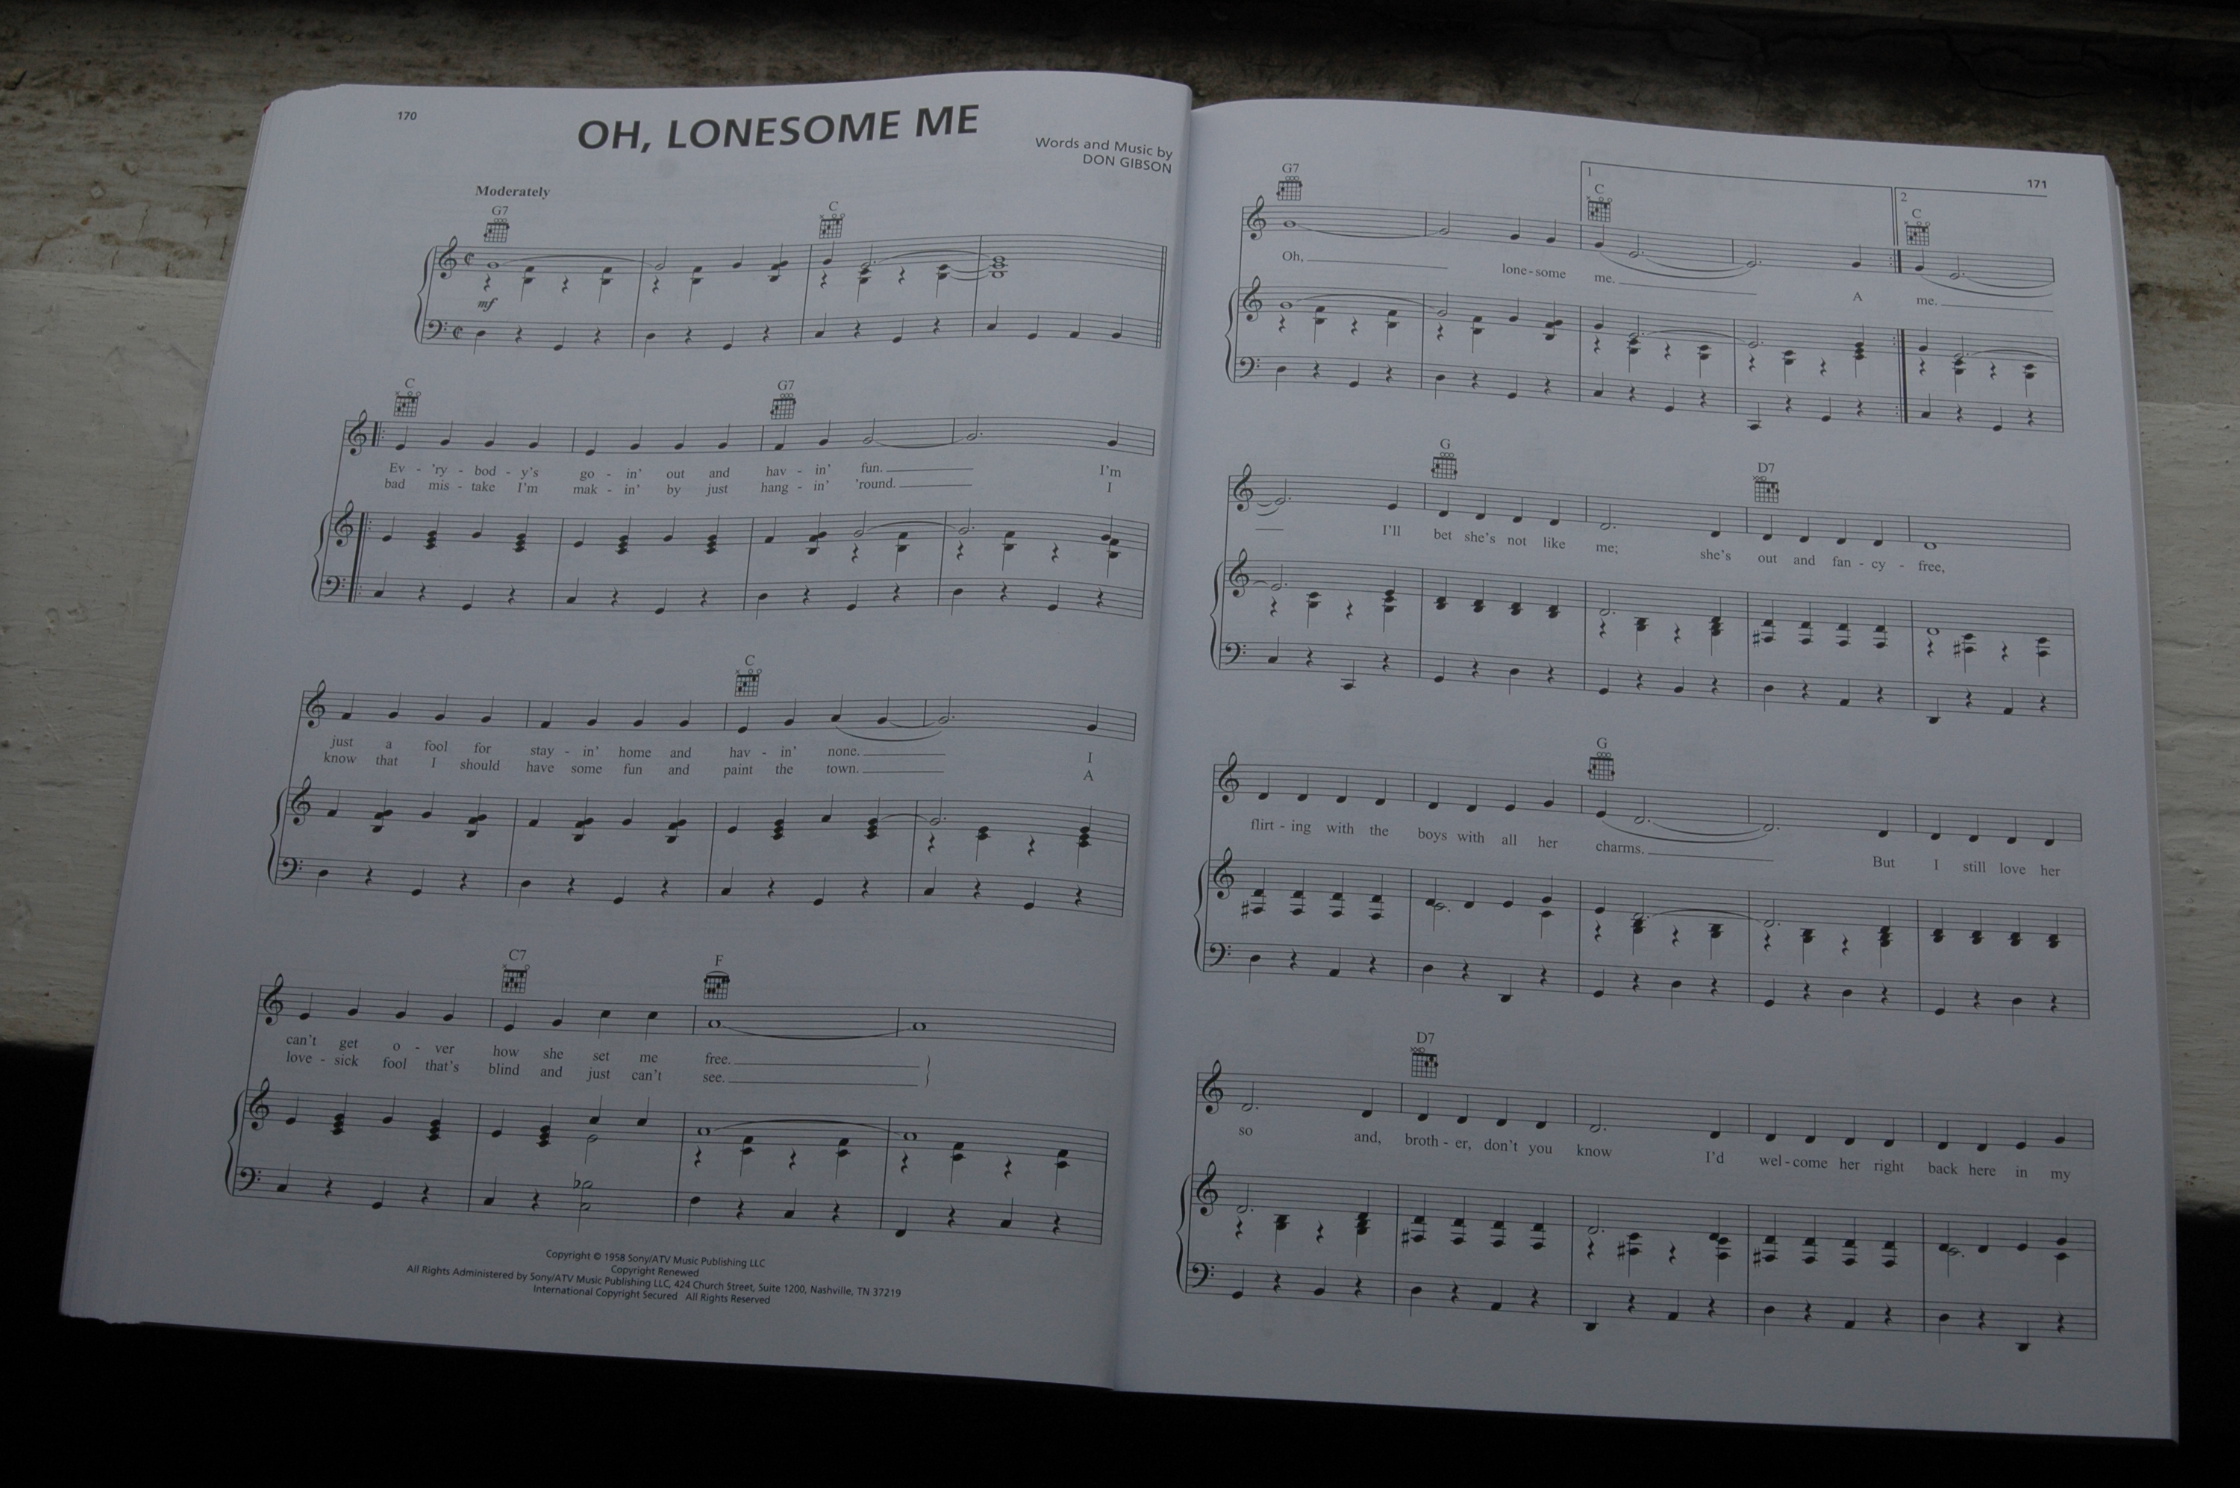 170
OH, LONESOME ME
Words and Music by
DON GIBSON
Moderately
G7 C
mf
C G7
Ev - 'ry - bod - y's go - in' out and hav - in' fun. I'm
bad mis - take I'm mak - in' by just hang - in' 'round. I
C
just a fool for stay - in' home and hav - in' none. I
know that I should have some fun and paint the town. A
C7 F
can't get o - ver how she set me free.
love - sick fool that's blind and just can't see.
Copyright © 1958 Sony/ATV Music Publishing LLC
Copyright Renewed
All Rights Administered by Sony/ATV Music Publishing LLC, 424 Church Street, Suite 1200, Nashville, TN 37219
International Copyright Secured All Rights Reserved
171
G7 1 C 2 C
Oh, lone - some me. A me.
G D7
I'll bet she's not like me; she's out and fan - cy - free,
G
flirt - ing with the boys with all her charms. But I still love her
D7
so and, broth - er, don't you know I'd wel - come her right back here in my